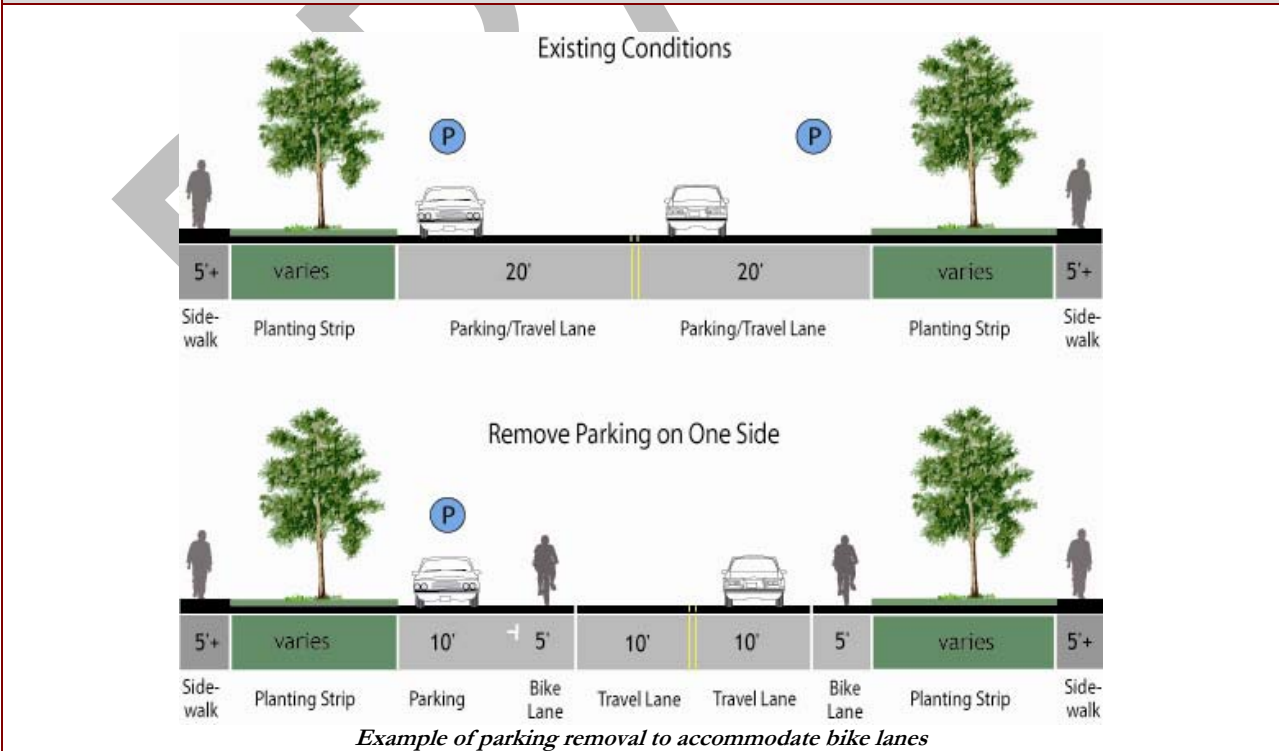 Existing Conditions
P P
5'+ varies 20' 20' varies 5'+
Side-walk Planting Strip Parking/Travel Lane Parking/Travel Lane Planting Strip Side-walk
Remove Parking on One Side
P
5'+ varies 10' 5' 10' 10' 5' varies 5'+
Side-walk Planting Strip Parking Bike Lane Travel Lane Travel Lane Bike Lane Planting Strip Side-walk
Example of parking removal to accommodate bike lanes